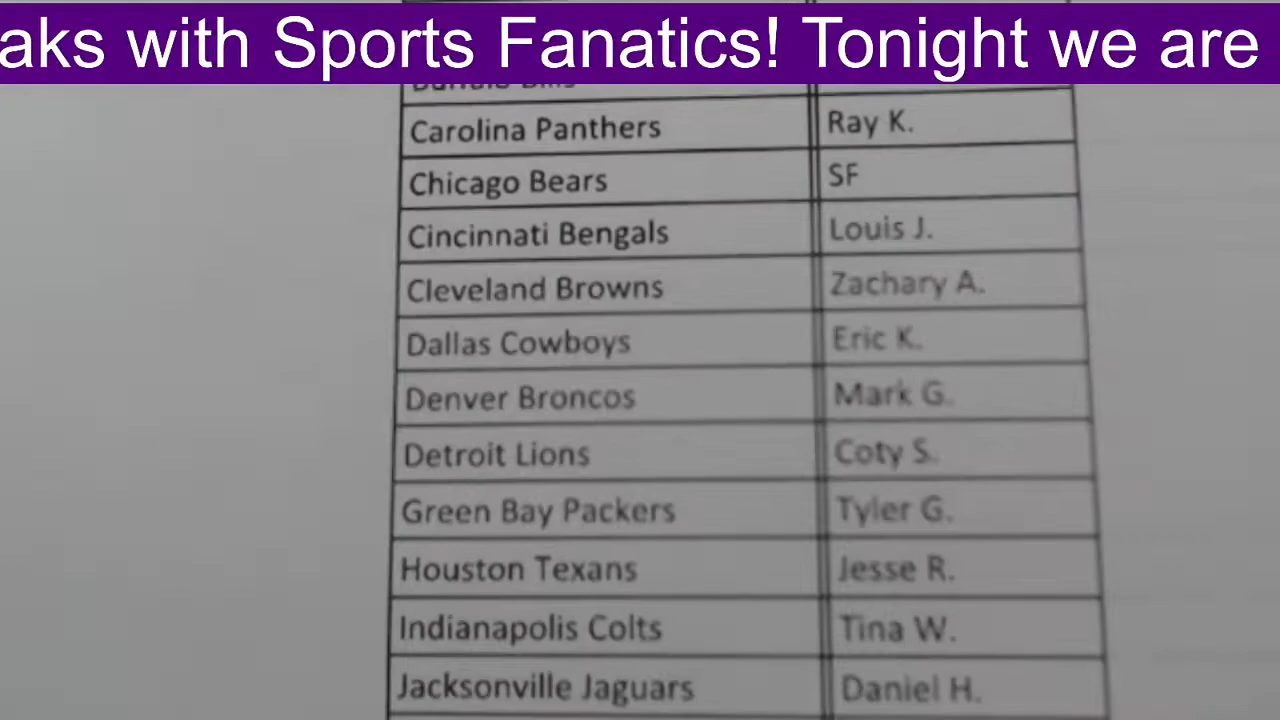 aks with Sports Fanatics! Tonight we are
Buffalo Bills
Carolina Panthers Ray K.
Chicago Bears SF
Cincinnati Bengals Louis J.
Cleveland Browns Zachary A.
Dallas Cowboys Eric K.
Denver Broncos Mark G.
Detroit Lions Coty S.
Green Bay Packers Tyler G.
Houston Texans Jesse R.
Indianapolis Colts Tina W.
Jacksonville Jaguars Daniel H.